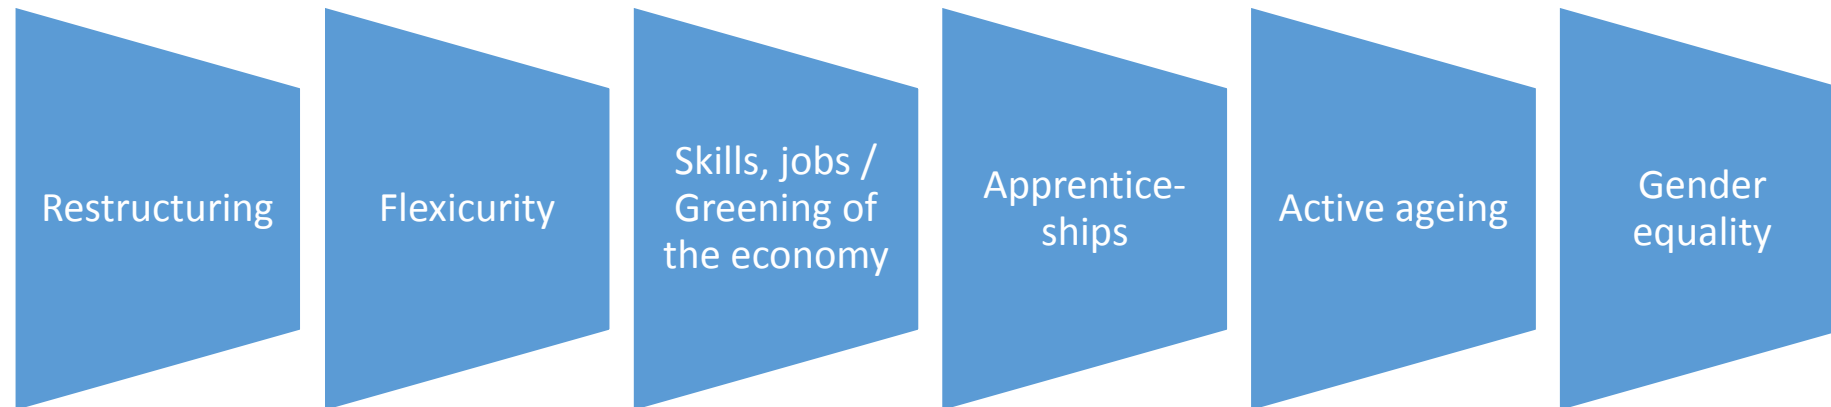 Restructuring
Flexicurity
Skills, jobs /
Greening of
the economy
Apprentice-
ships
Active ageing
Gender
equality